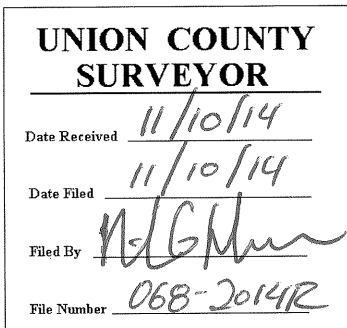 UNION COUNTY
SURVEYOR
Date Received 11/10/14
Date Filed 11/10/14
Filed By
File Number 068-2014R